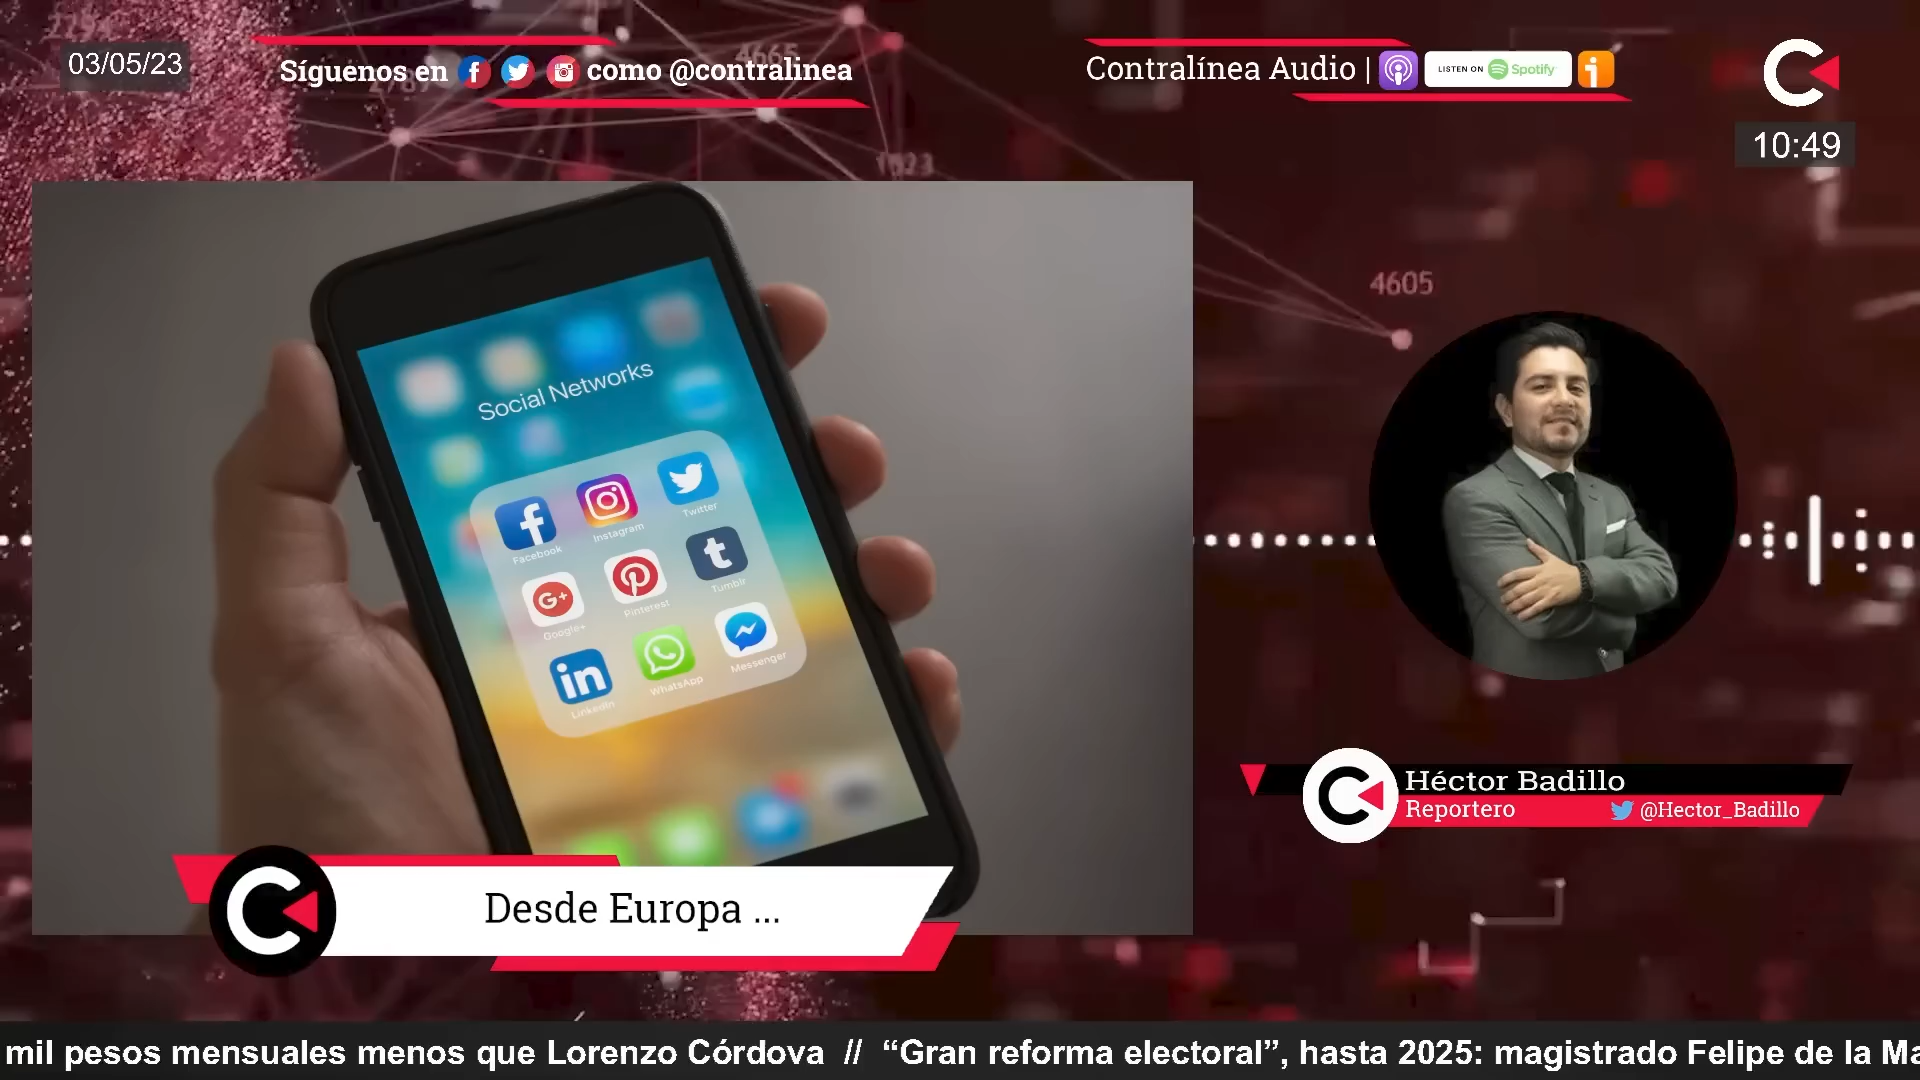 03/05/23
Síguenos en como @contralinea
Contralínea Audio |
LISTEN ON Spotify
10:49
4665
1623
4605
Social Networks
Facebook
Instagram
Twitter
Google+
Pinterest
Tumblr
LinkedIn
WhatsApp
Messenger
Héctor Badillo
Reportero
@Hector_Badillo
Desde Europa ...
mil pesos mensuales menos que Lorenzo Córdova // “Gran reforma electoral”, hasta 2025: magistrado Felipe de la